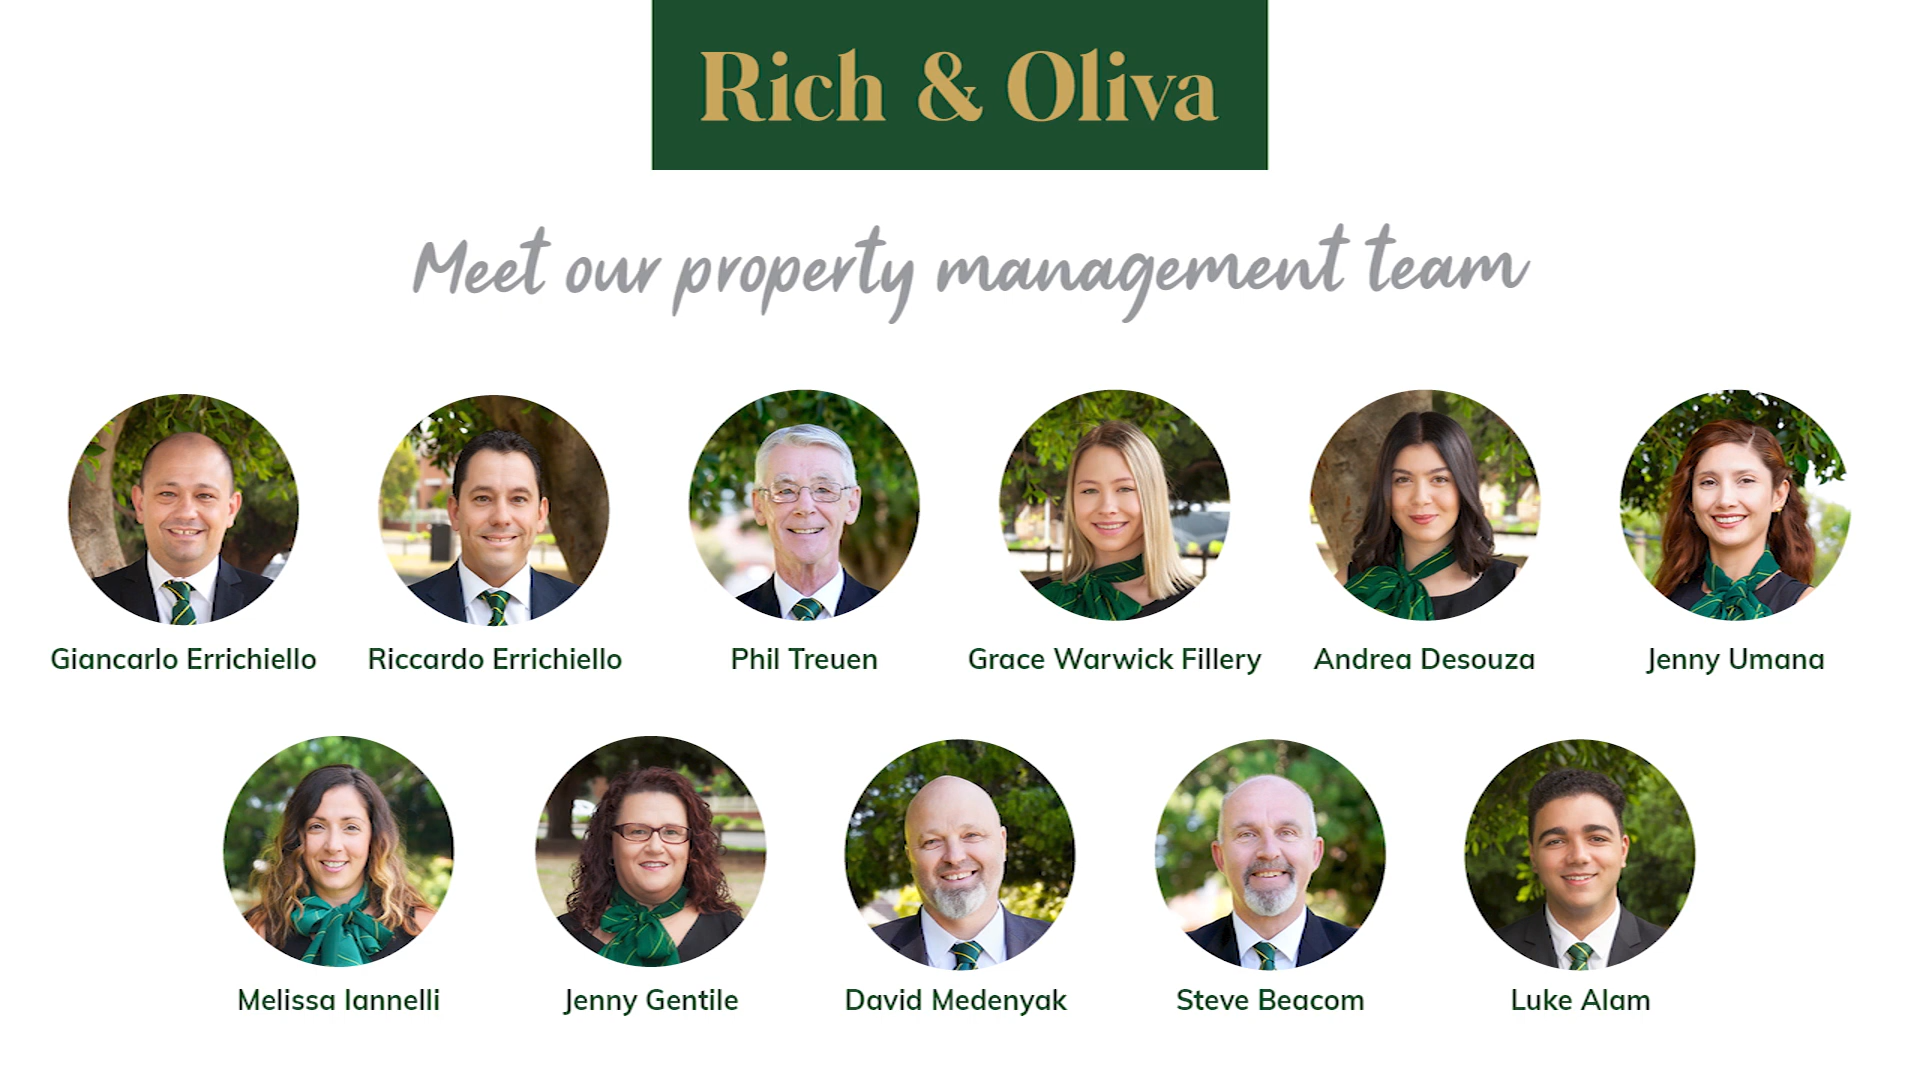 Rich & Oliva
Meet our property management team
Giancarlo Errichiello Riccardo Errichiello Phil Treuen Grace Warwick Fillery Andrea Desouza Jenny Umana
Melissa Iannelli Jenny Gentile David Medenyak Steve Beacom Luke Alam